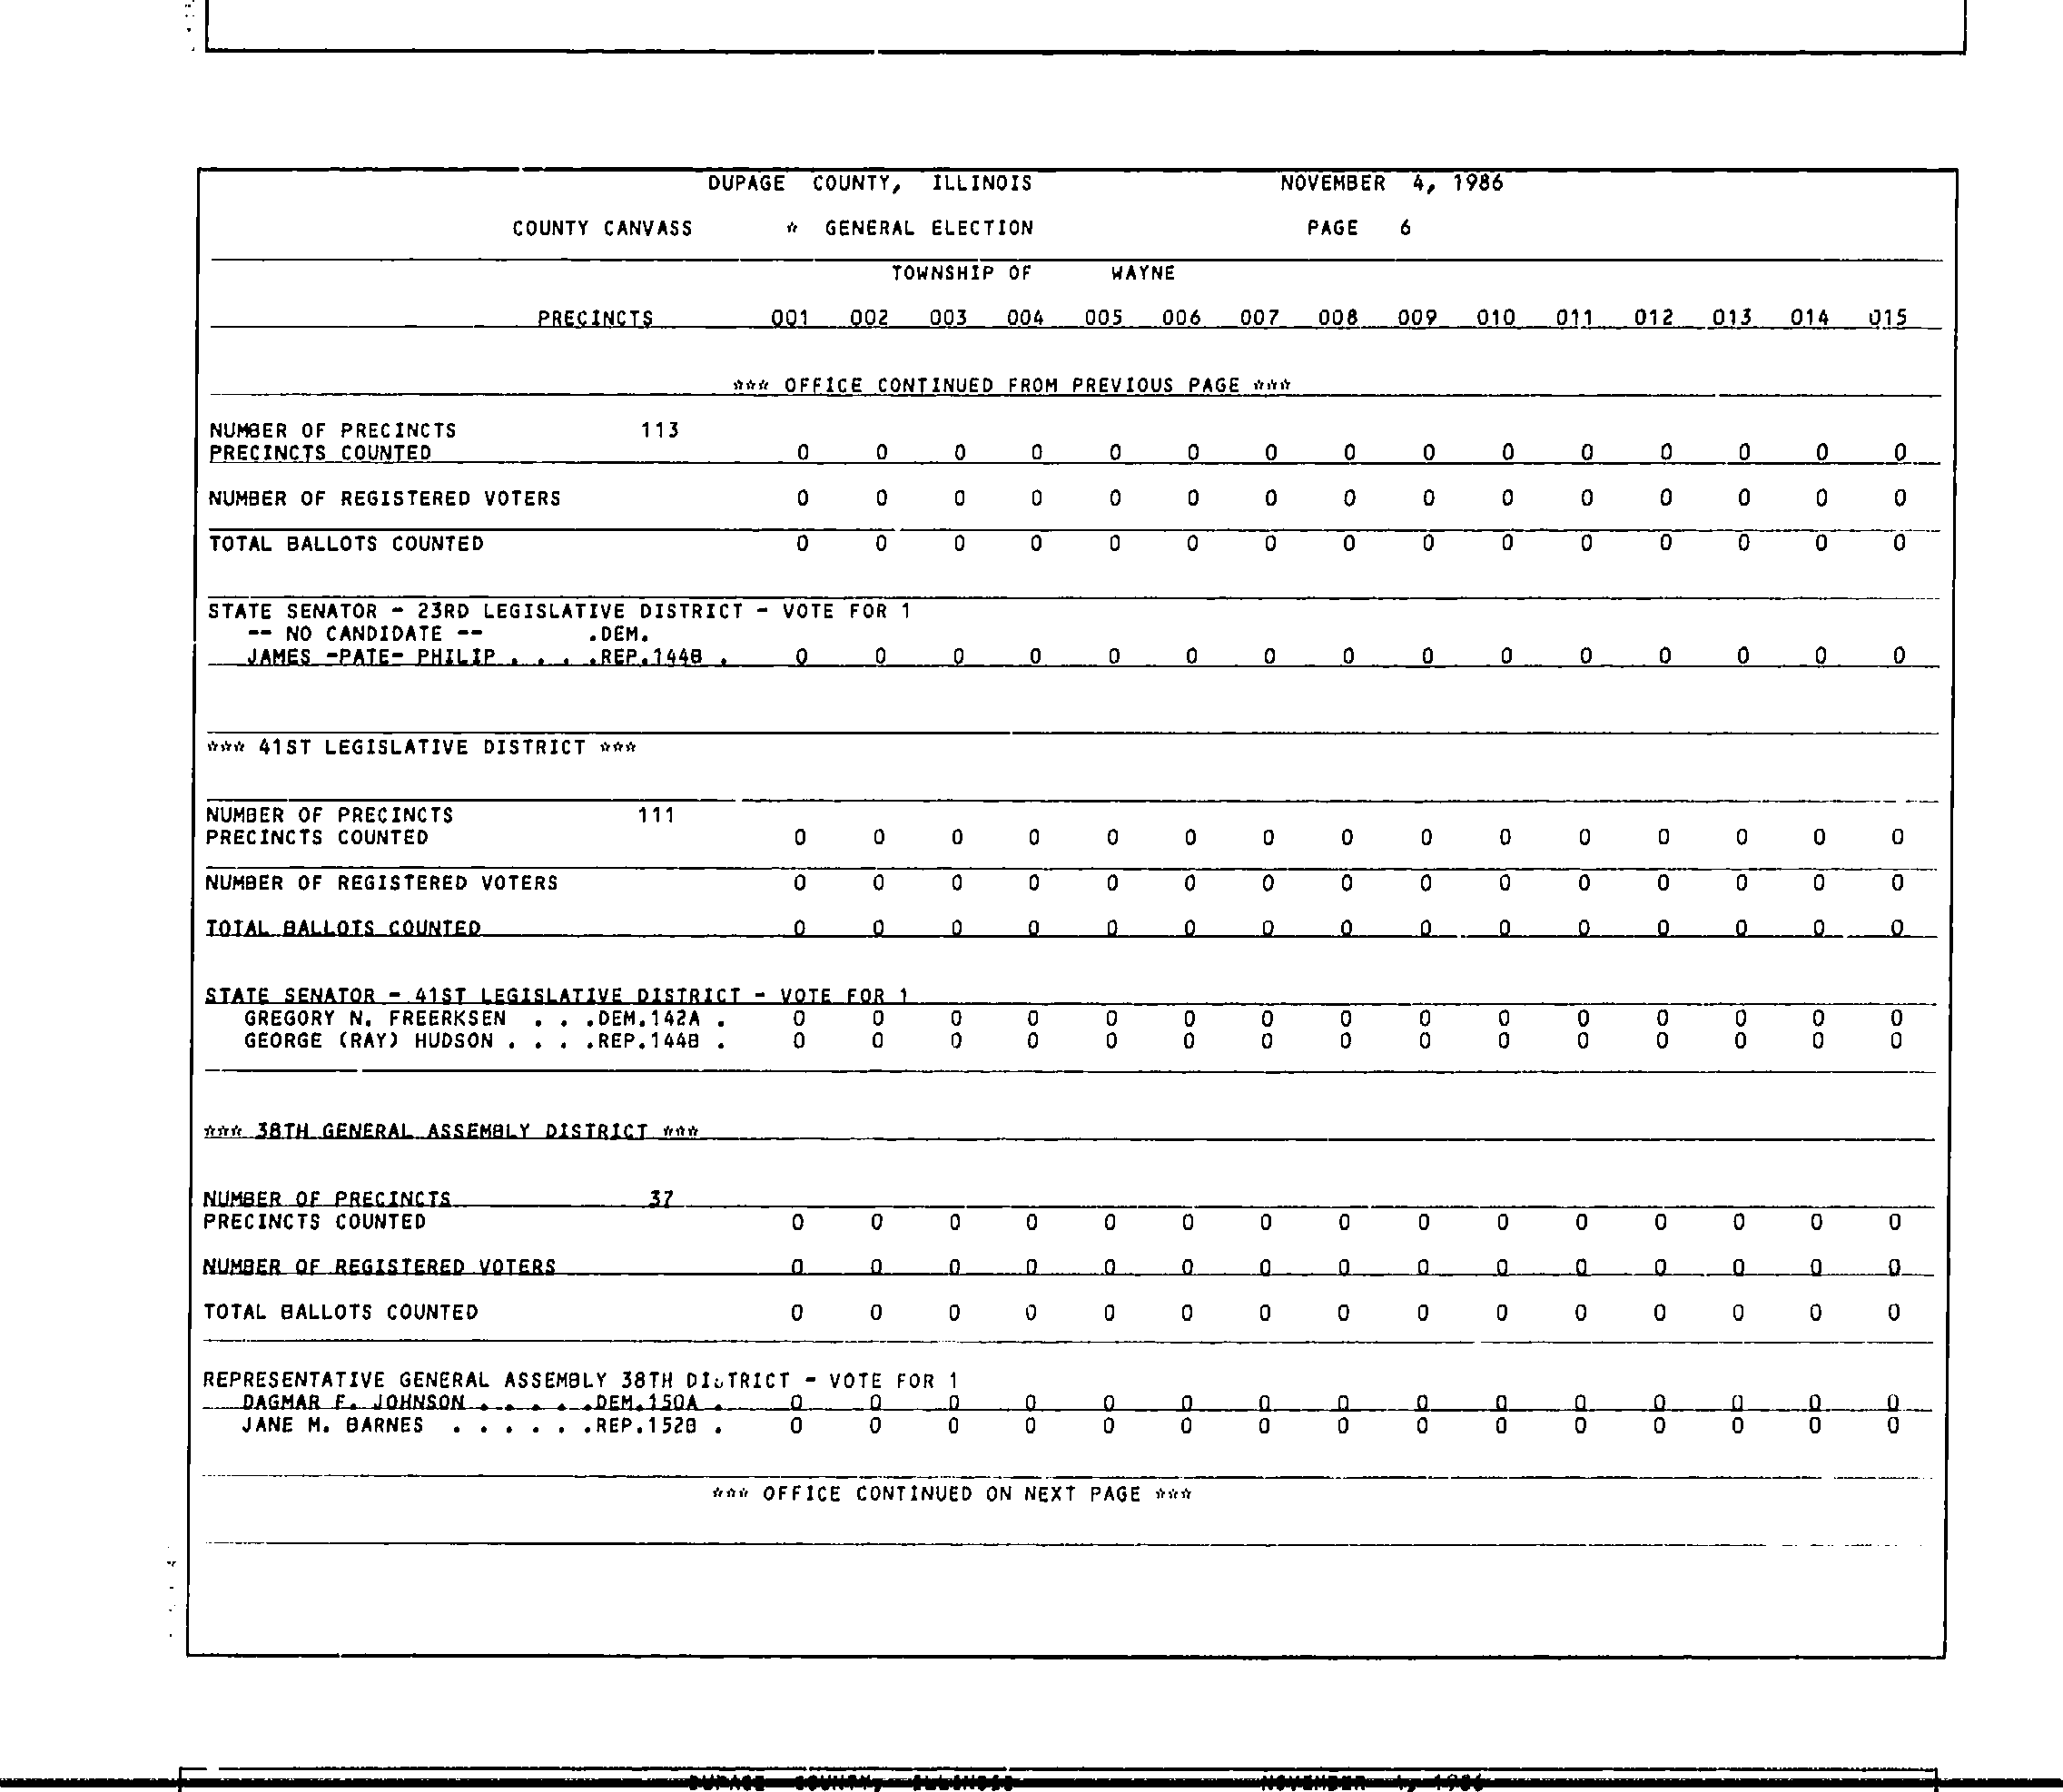 DUPAGE COUNTY, ILLINOIS NOVEMBER 4, 1986
COUNTY CANVASS * GENERAL ELECTION PAGE 6
TOWNSHIP OF WAYNE
PRECINCTS 001 002 003 004 005 006 007 008 009 010 011 012 013 014 015
*** OFFICE CONTINUED FROM PREVIOUS PAGE ***
NUMBER OF PRECINCTS 113
PRECINCTS COUNTED 0 0 0 0 0 0 0 0 0 0 0 0 0 0 0
NUMBER OF REGISTERED VOTERS 0 0 0 0 0 0 0 0 0 0 0 0 0 0 0
TOTAL BALLOTS COUNTED 0 0 0 0 0 0 0 0 0 0 0 0 0 0 0
STATE SENATOR - 23RD LEGISLATIVE DISTRICT - VOTE FOR 1
-- NO CANDIDATE -- .DEM.
JAMES -PATE- PHILIP . . . .REP.144B . 0 0 0 0 0 0 0 0 0 0 0 0 0 0 0
*** 41ST LEGISLATIVE DISTRICT ***
NUMBER OF PRECINCTS 111
PRECINCTS COUNTED 0 0 0 0 0 0 0 0 0 0 0 0 0 0 0
NUMBER OF REGISTERED VOTERS 0 0 0 0 0 0 0 0 0 0 0 0 0 0 0
TOTAL BALLOTS COUNTED 0 0 0 0 0 0 0 0 0 0 0 0 0 0 0
STATE SENATOR - 41ST LEGISLATIVE DISTRICT - VOTE FOR 1
GREGORY N. FREERKSEN . . .DEM.142A . 0 0 0 0 0 0 0 0 0 0 0 0 0 0 0
GEORGE (RAY) HUDSON . . . .REP.144B . 0 0 0 0 0 0 0 0 0 0 0 0 0 0 0
*** 38TH GENERAL ASSEMBLY DISTRICT ***
NUMBER OF PRECINCTS 37
PRECINCTS COUNTED 0 0 0 0 0 0 0 0 0 0 0 0 0 0 0
NUMBER OF REGISTERED VOTERS 0 0 0 0 0 0 0 0 0 0 0 0 0 0 0
TOTAL BALLOTS COUNTED 0 0 0 0 0 0 0 0 0 0 0 0 0 0 0
REPRESENTATIVE GENERAL ASSEMBLY 38TH DISTRICT - VOTE FOR 1
DAGMAR F. JOHNSON . . . . .DEM.150A . 0 0 0 0 0 0 0 0 0 0 0 0 0 0 0
JANE M. BARNES . . . . . .REP.152B . 0 0 0 0 0 0 0 0 0 0 0 0 0 0 0
*** OFFICE CONTINUED ON NEXT PAGE ***
DUPAGE COUNTY, ILLINOIS NOVEMBER 4, 1986